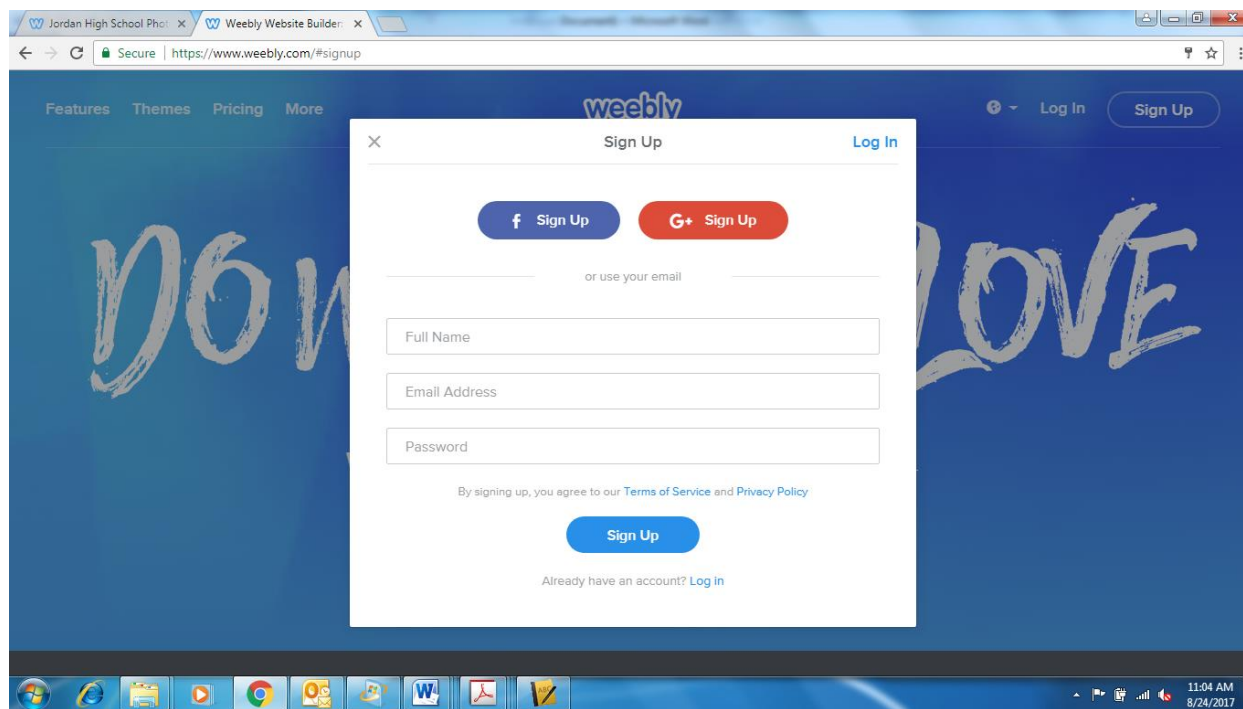 Jordan High School Phot
Weebly Website Builder:
Secure | https://www.weebly.com/#signup
Features Themes Pricing More
weebly
Log In
Sign Up
Sign Up
Log In
f Sign Up
G+ Sign Up
or use your email
DO
LOVE
Full Name
Email Address
Password
By signing up, you agree to our Terms of Service and Privacy Policy
Sign Up
Already have an account? Log in
11:04 AM
8/24/2017